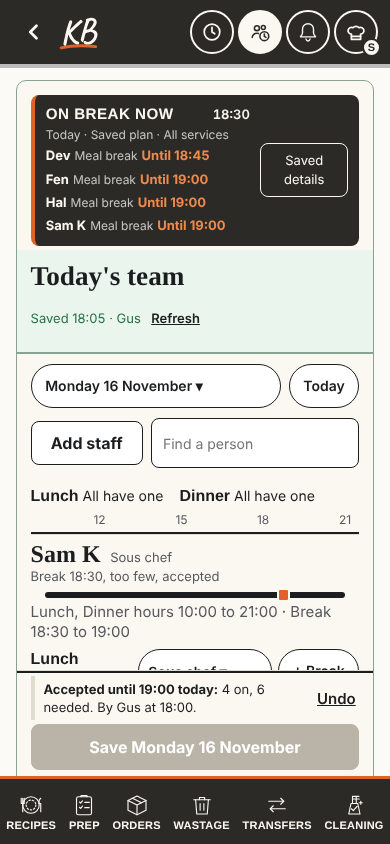 KB
S
ON BREAK NOW 18:30
Today · Saved plan · All services
Dev Meal break Until 18:45
Fen Meal break Until 19:00
Hal Meal break Until 19:00
Sam K Meal break Until 19:00
Saved
details
Today's team
Saved 18:05 · Gus Refresh
Monday 16 November ▾
Today
Add staff
Find a person
Lunch All have one Dinner All have one
12 15 18 21
Sam K Sous chef
Break 18:30, too few, accepted
Lunch, Dinner hours 10:00 to 21:00 · Break
18:30 to 19:00
Lunch
Sous chef
+ Break
Accepted until 19:00 today: 4 on, 6
needed. By Gus at 18:00.
Undo
Save Monday 16 November
RECIPES PREP ORDERS WASTAGE TRANSFERS CLEANING